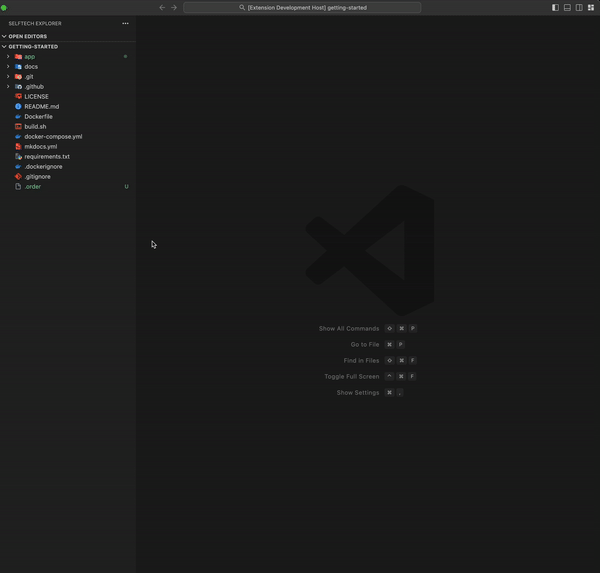 [Extension Development Host] getting-started
SELFTECH EXPLORER
OPEN EDITORS
GETTING-STARTED
app
docs
.git
.github
LICENSE
README.md
Dockerfile
build.sh
docker-compose.yml
mkdocs.yml
requirements.txt
.dockerignore
.gitignore
.order U
Show All Commands ⇧ ⌘ P
Go to File ⌘ P
Find in Files ⇧ ⌘ F
Toggle Full Screen ^ ⌘ F
Show Settings ⌘ ,